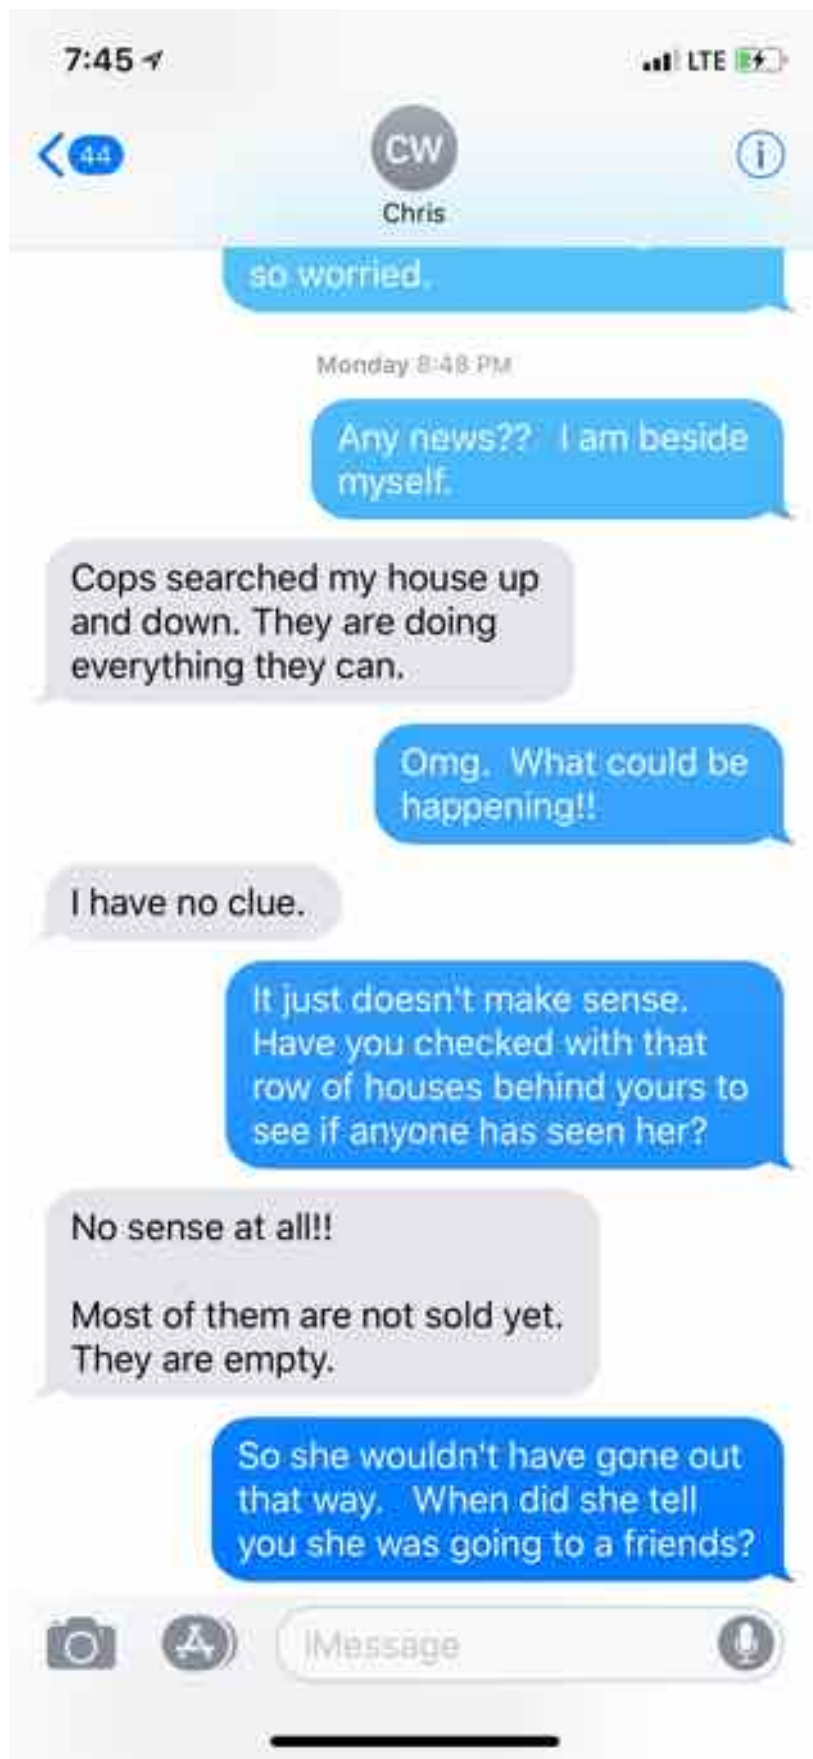 7:45
LTE
44
CW
Chris
so worried.
Monday 8:48 PM
Any news??   I am beside
myself.
Cops searched my house up
and down. They are doing
everything they can.
Omg.  What could be
happening!!
I have no clue.
It just doesn't make sense.
Have you checked with that
row of houses behind yours to
see if anyone has seen her?
No sense at all!!
Most of them are not sold yet.
They are empty.
So she wouldn't have gone out
that way.   When did she tell
you she was going to a friends?
iMessage